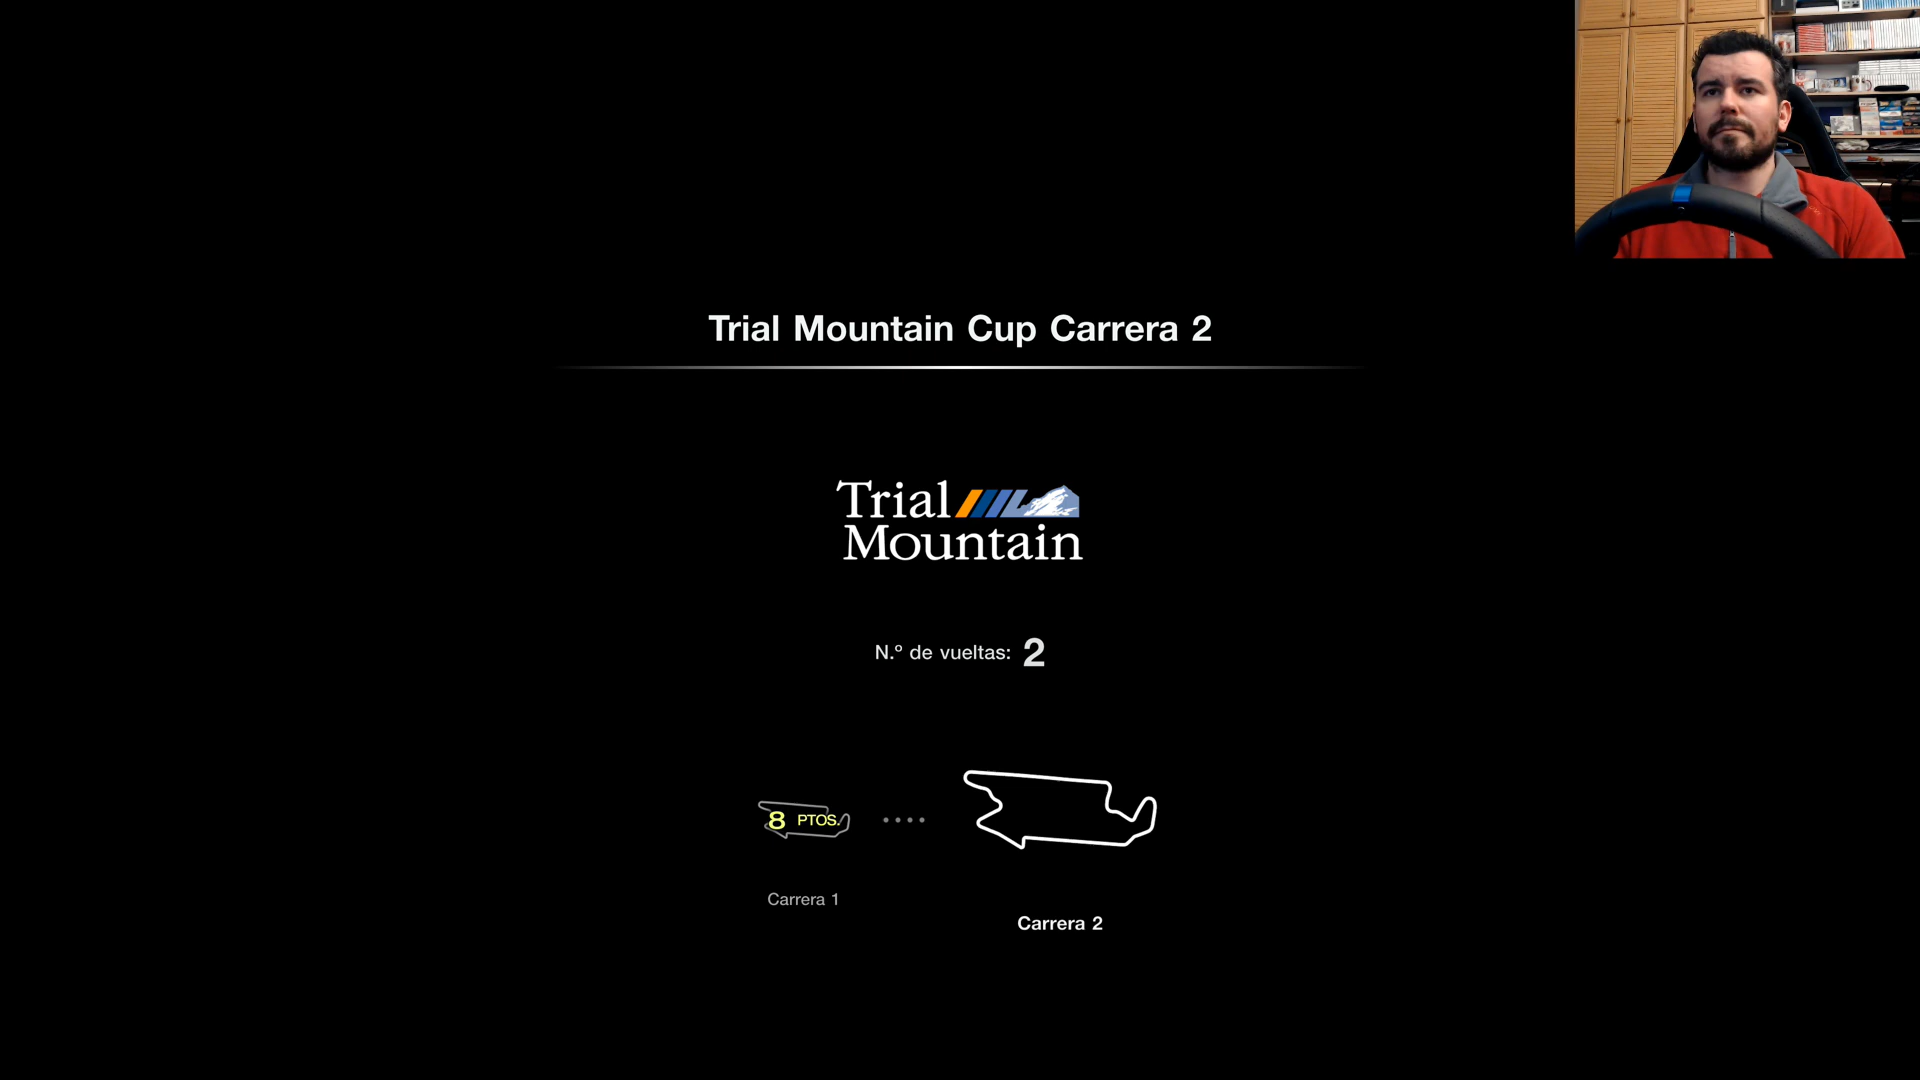 Trial Mountain Cup Carrera 2
Trial
Mountain
N.º de vueltas: 2
8 PTOS.
Carrera 1
Carrera 2